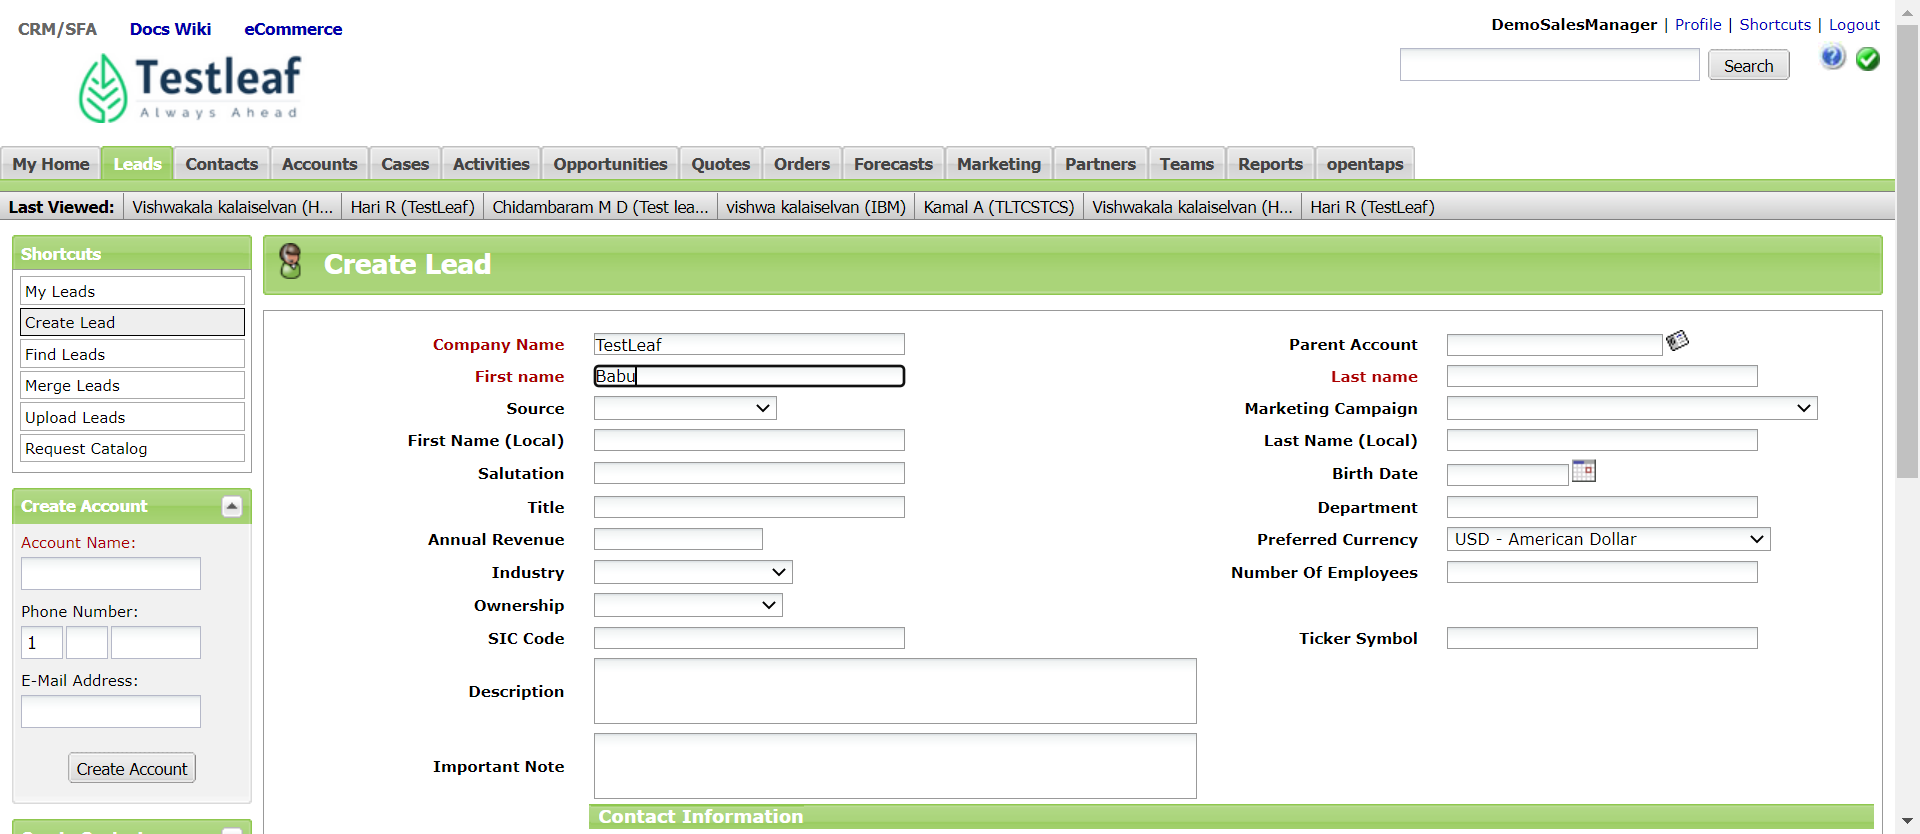 CRM/SFA Docs Wiki eCommerce
DemoSalesManager | Profile | Shortcuts | Logout
Testleaf
Always Ahead
Search
My Home Leads Contacts Accounts Cases Activities Opportunities Quotes Orders Forecasts Marketing Partners Teams Reports opentaps
Last Viewed: Vishwakala kalaiselvan (H... Hari R (TestLeaf) Chidambaram M D (Test lea... vishwa kalaiselvan (IBM) Kamal A (TLTCSTCS) Vishwakala kalaiselvan (H... Hari R (TestLeaf)
Shortcuts
My Leads
Create Lead
Find Leads
Merge Leads
Upload Leads
Request Catalog
Create Account
Account Name:
Phone Number:
1
E-Mail Address:
Create Account
Create Lead
Company Name TestLeaf Parent Account
First name Babu Last name
Source Marketing Campaign
First Name (Local) Last Name (Local)
Salutation Birth Date
Title Department
Annual Revenue Preferred Currency USD - American Dollar
Industry Number Of Employees
Ownership
SIC Code Ticker Symbol
Description
Important Note
Contact Information